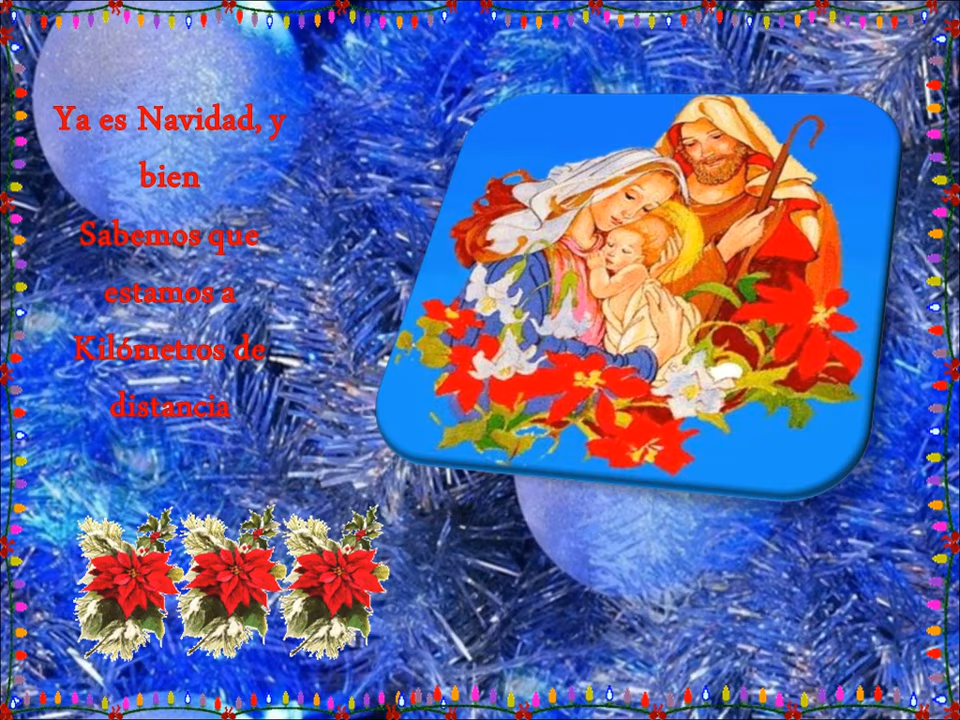 Ya es Navidad, y
bien
Sabemos que
estamos a
Kilómetros de
distancia